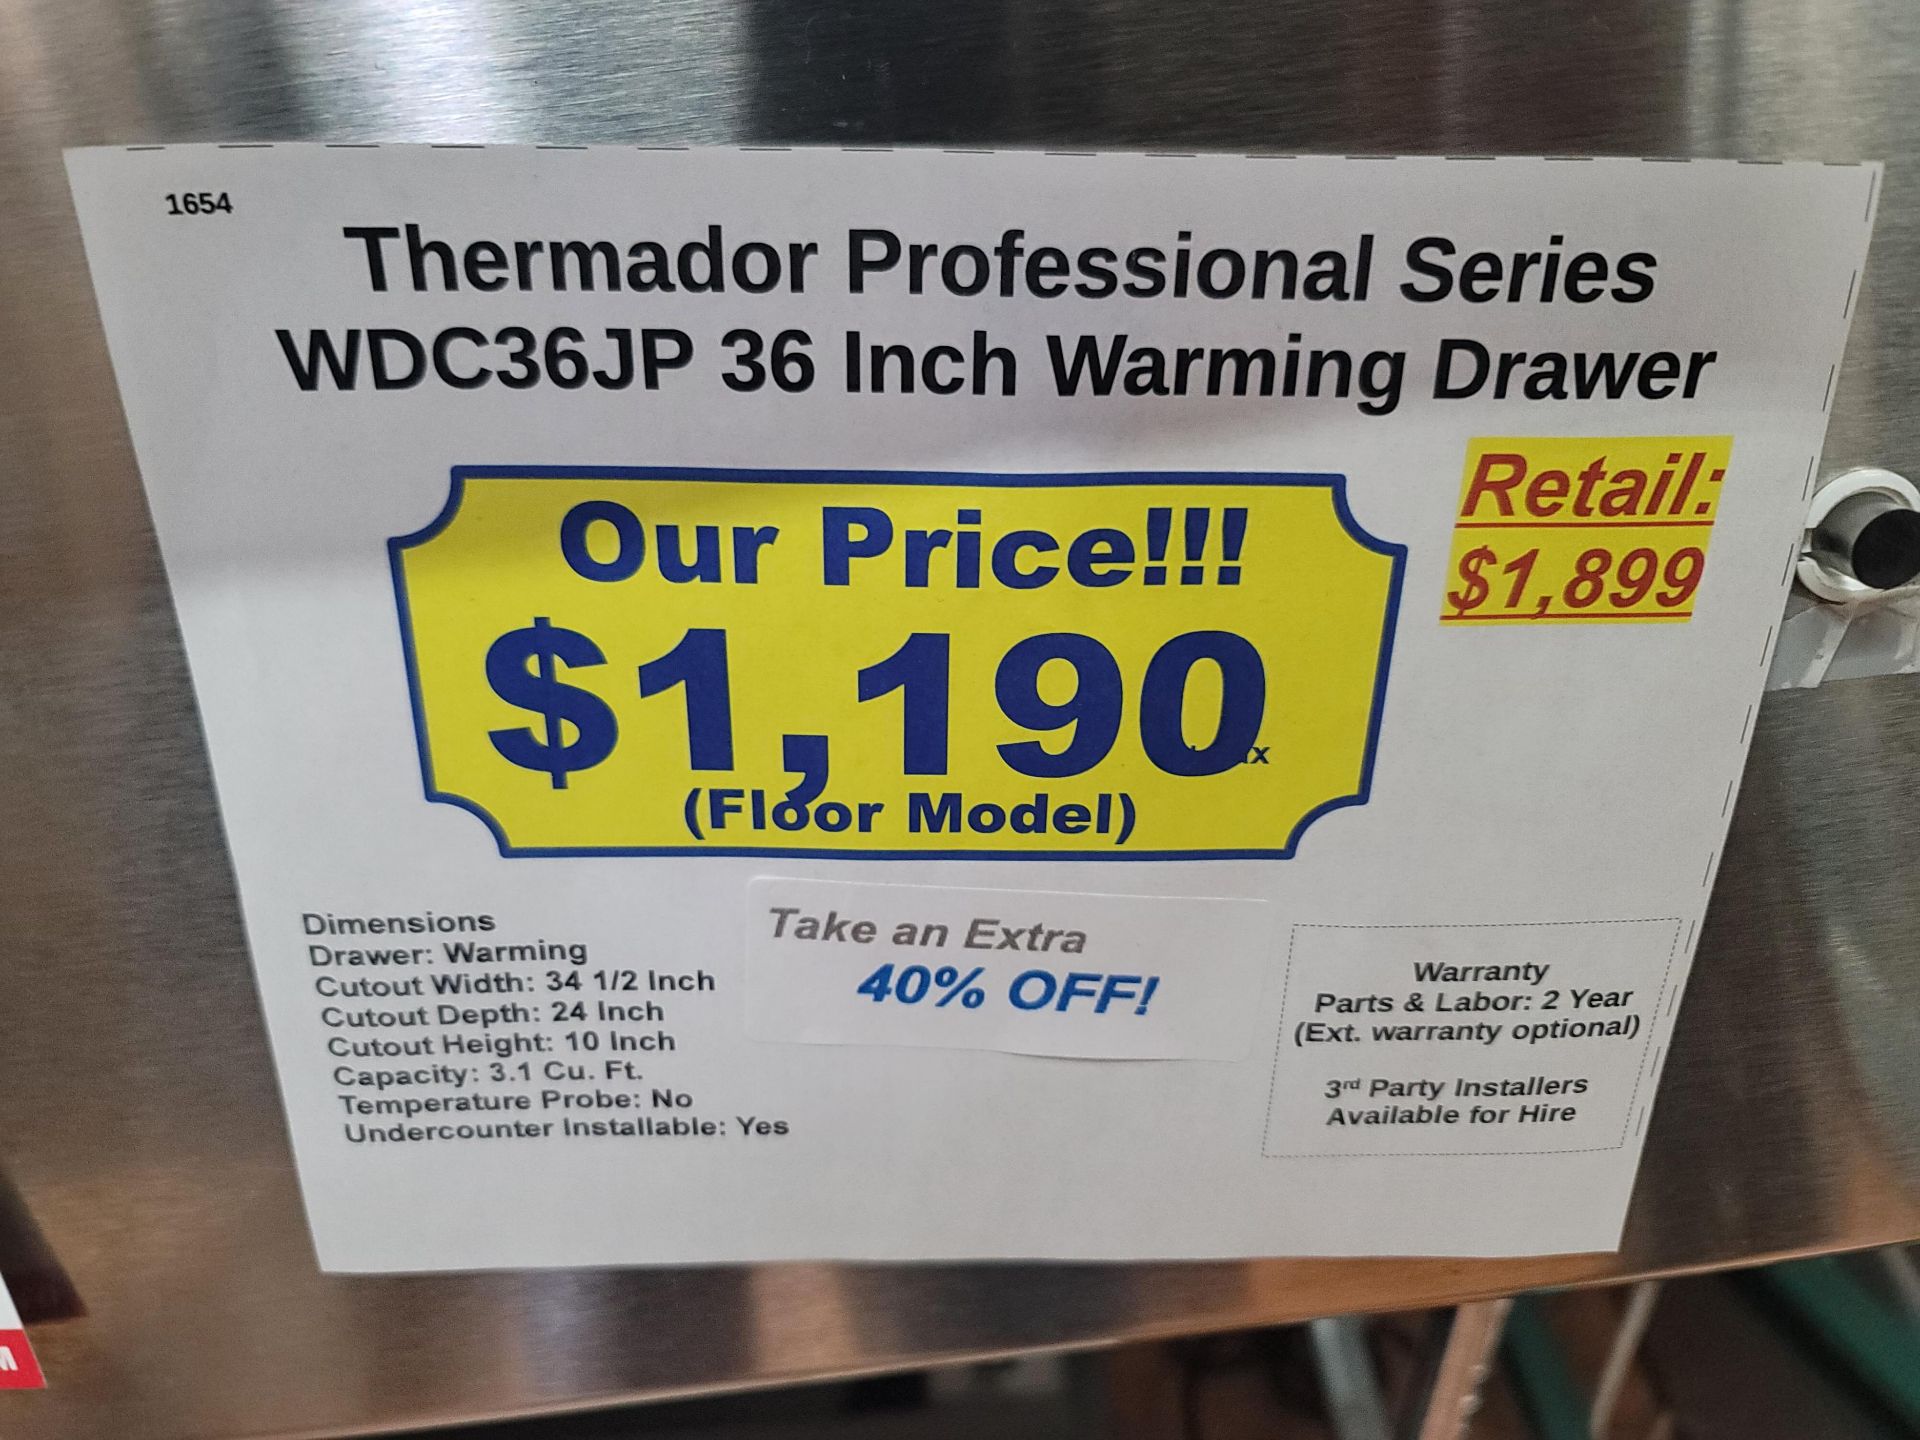 1654
Thermador Professional Series
WDC36JP 36 Inch Warming Drawer
Retail:
$1,899
Our Price!!!
$1,190
(Floor Model)
Dimensions
Drawer: Warming
Cutout Width: 34 1/2 Inch
Cutout Depth: 24 Inch
Cutout Height: 10 Inch
Capacity: 3.1 Cu. Ft.
Temperature Probe: No
Undercounter Installable: Yes
Take an Extra
40% OFF!
Warranty
Parts & Labor: 2 Year
(Ext. warranty optional)
3rd Party Installers
Available for Hire